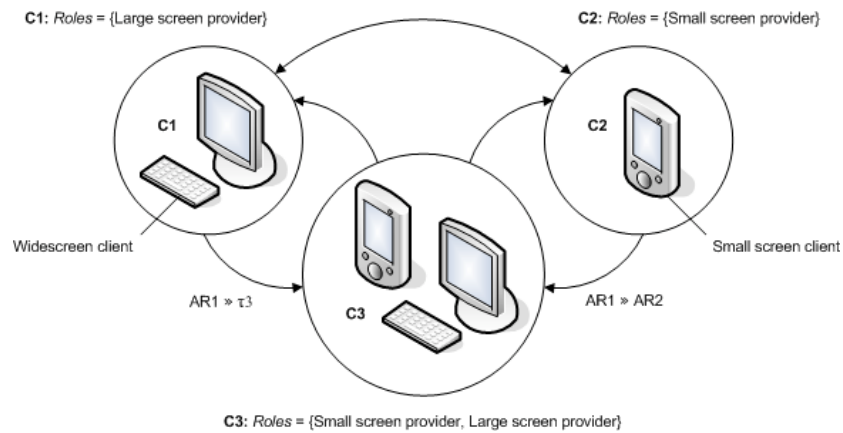 C1: Roles = {Large screen provider}
C2: Roles = {Small screen provider}
C1
C2
Widescreen client
Small screen client
AR1 » τ3
AR1 » AR2
C3
C3: Roles = {Small screen provider, Large screen provider}